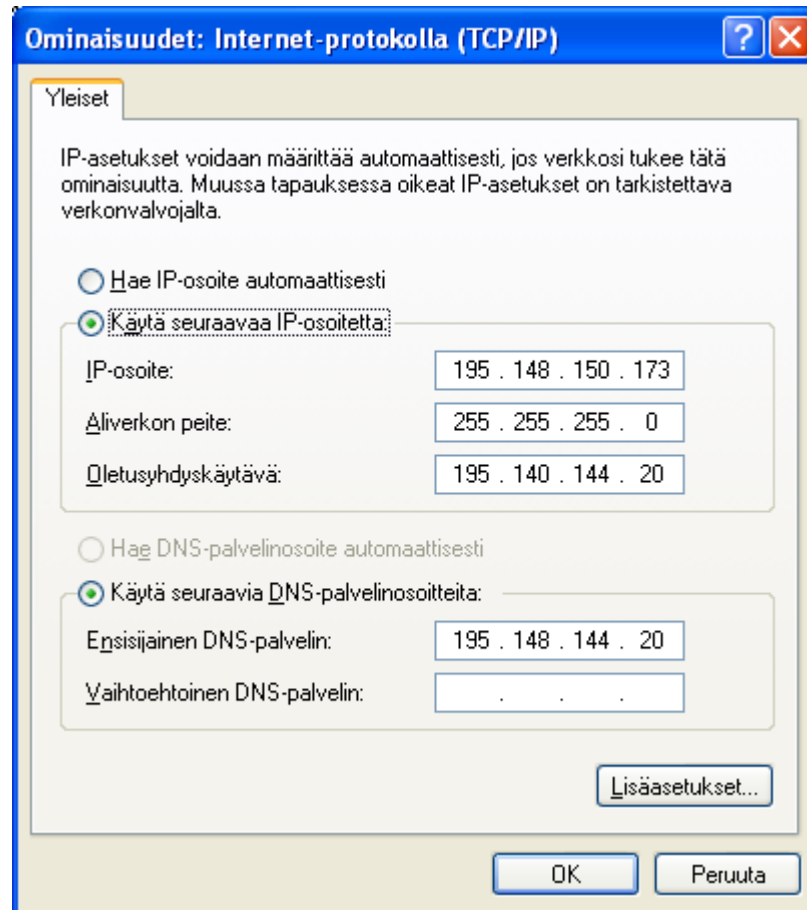 Ominaisuudet: Internet-protokolla (TCP/IP)
Yleiset
IP-asetukset voidaan määrittää automaattisesti, jos verkkosi tukee tätä
ominaisuutta. Muussa tapauksessa oikeat IP-asetukset on tarkistettava
verkonvalvojalta.
Hae IP-osoite automaattisesti
Käytä seuraavaa IP-osoitetta:
IP-osoite: 195 . 148 . 150 . 173
Aliverkon peite: 255 . 255 . 255 . 0
Oletusyhdyskäytävä: 195 . 140 . 144 . 20
Hae DNS-palvelinosoite automaattisesti
Käytä seuraavia DNS-palvelinosoitteita:
Ensisijainen DNS-palvelin: 195 . 148 . 144 . 20
Vaihtoehtoinen DNS-palvelin: . . .
Lisäasetukset...
OK Peruuta